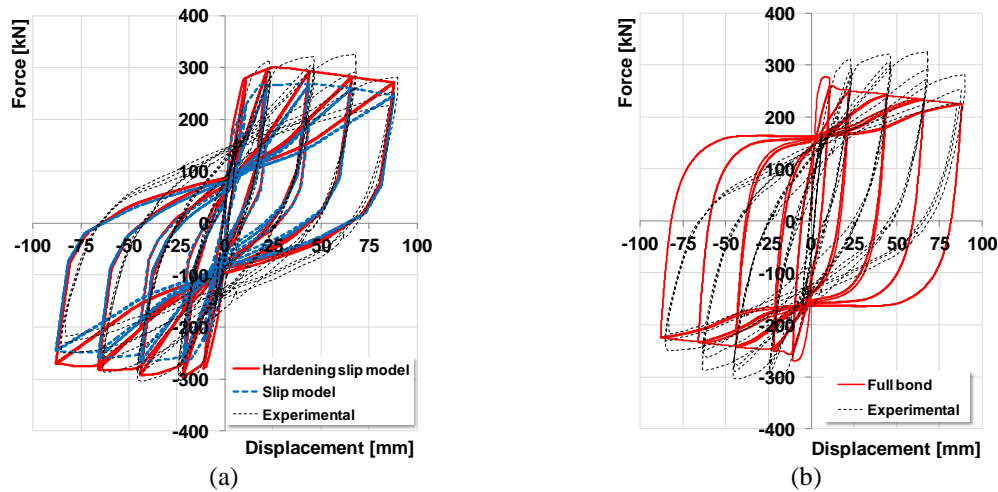 Force [kN]
400
300
200
100
0
-100
-200
-300
-400
-100 -75 -50 -25 0 25 50 75 100
Hardening slip model
Slip model
Experimental
Displacement [mm]
(a)
Force [kN]
400
300
200
100
0
-100
-200
-300
-400
-100 -75 -50 -25 0 25 50 75 100
Full bond
Experimental
Displacement [mm]
(b)